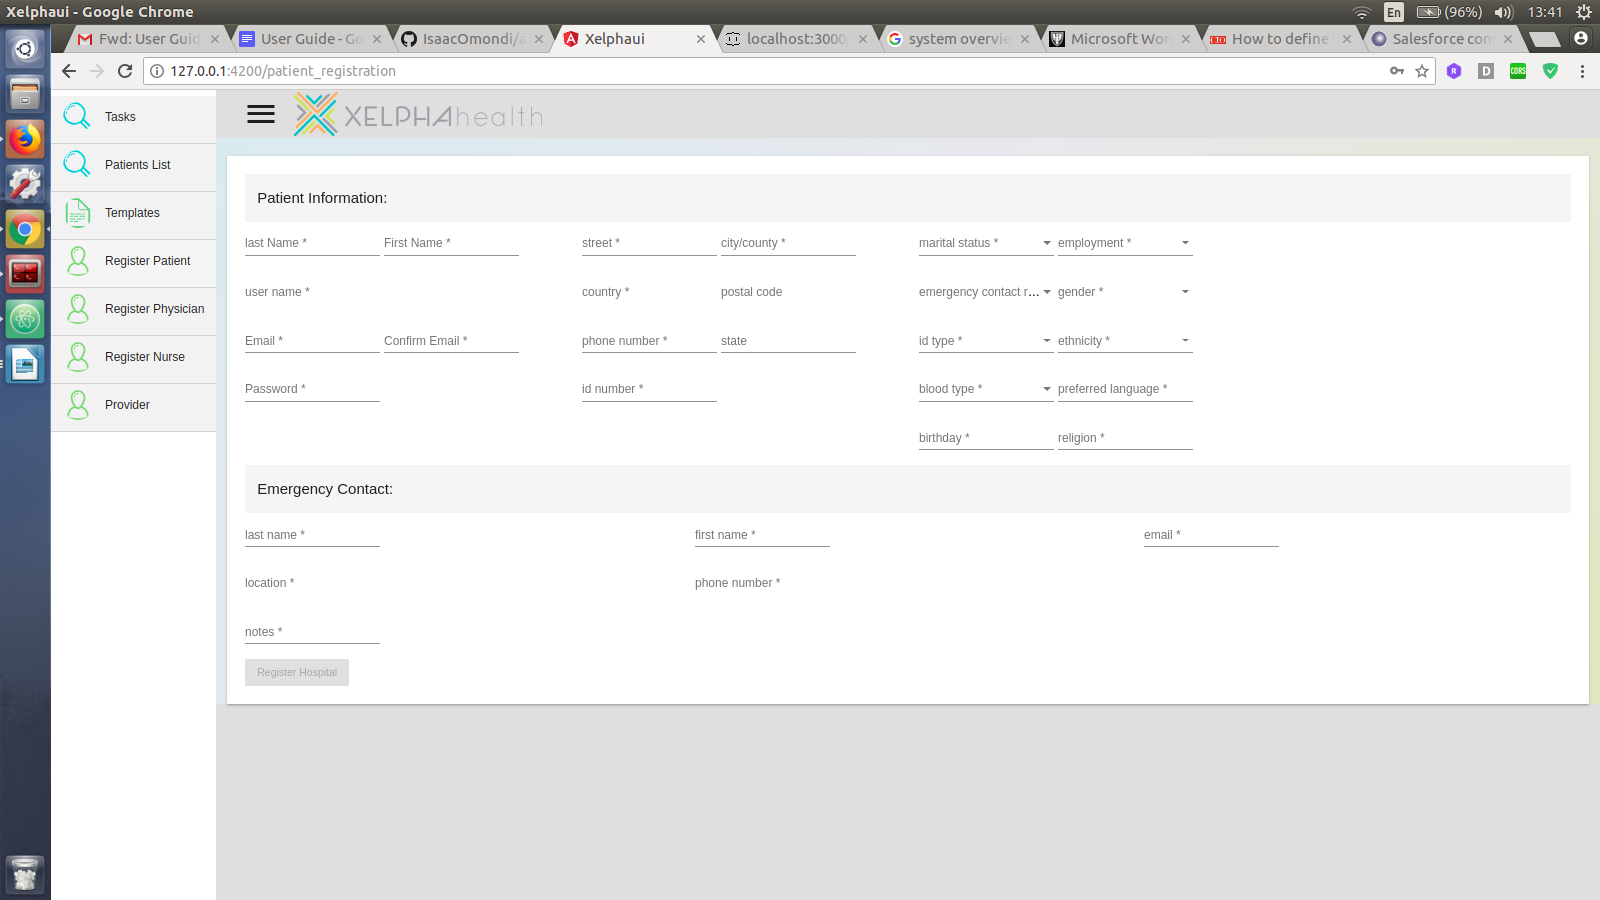 Xelphaui - Google Chrome
En (96%) 13:41
Fwd: User Guid
User Guide - Go
IsaacOmondi/a
Xelphaui
localhost:3000/
system overvie
Microsoft Wor
How to define
Salesforce con
127.0.0.1:4200/patient_registration
R D CORS
XELPHAhealth
Tasks
Patients List
Templates
Register Patient
Register Physician
Register Nurse
Provider
Patient Information:
last Name * First Name * street * city/county * marital status * employment *
user name * country * postal code emergency contact r... gender *
Email * Confirm Email * phone number * state id type * ethnicity *
Password * id number * blood type * preferred language *
birthday * religion *
Emergency Contact:
last name * first name * email *
location * phone number *
notes *
Register Hospital